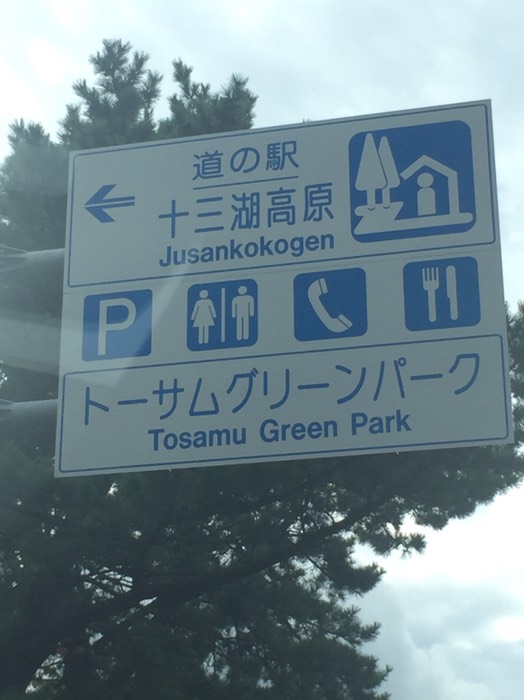 道の駅
十三湖高原
Jusankokogen
P
トーサムグリーンパーク
Tosamu Green Park